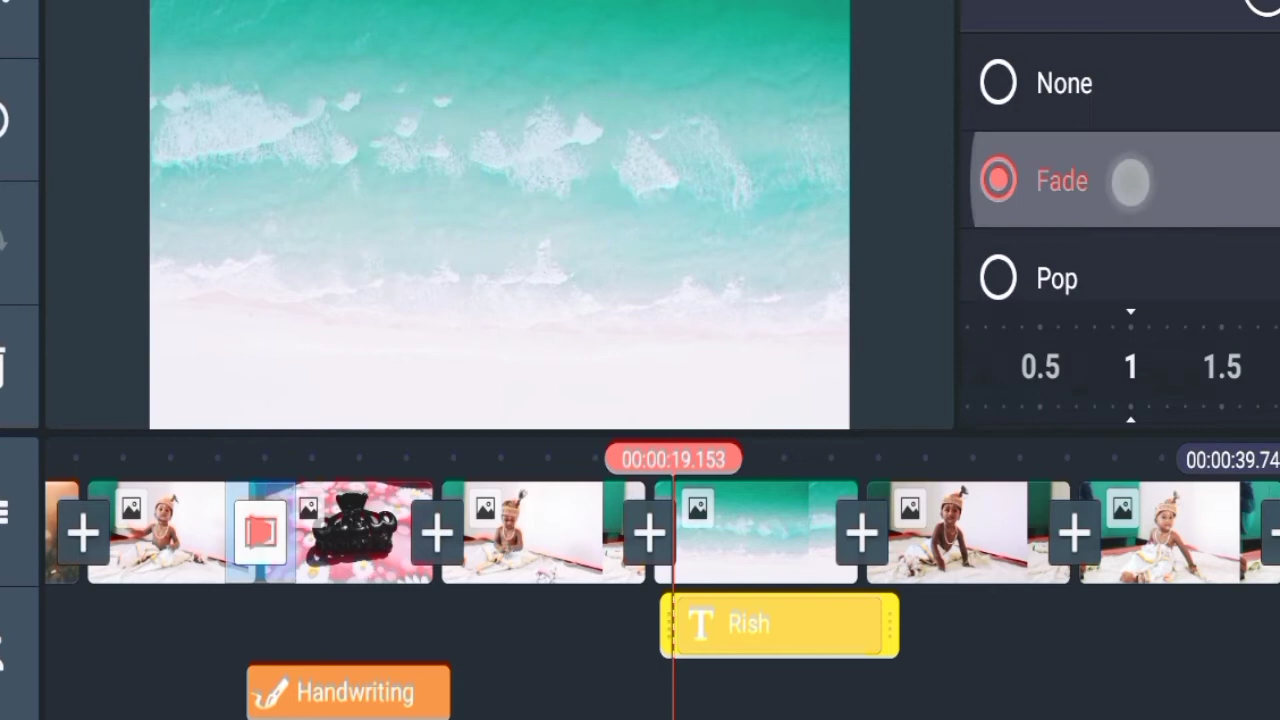 None
Fade
Pop
0.5 1 1.5
00:00:19.153
00:00:39.74
T Rish
Handwriting